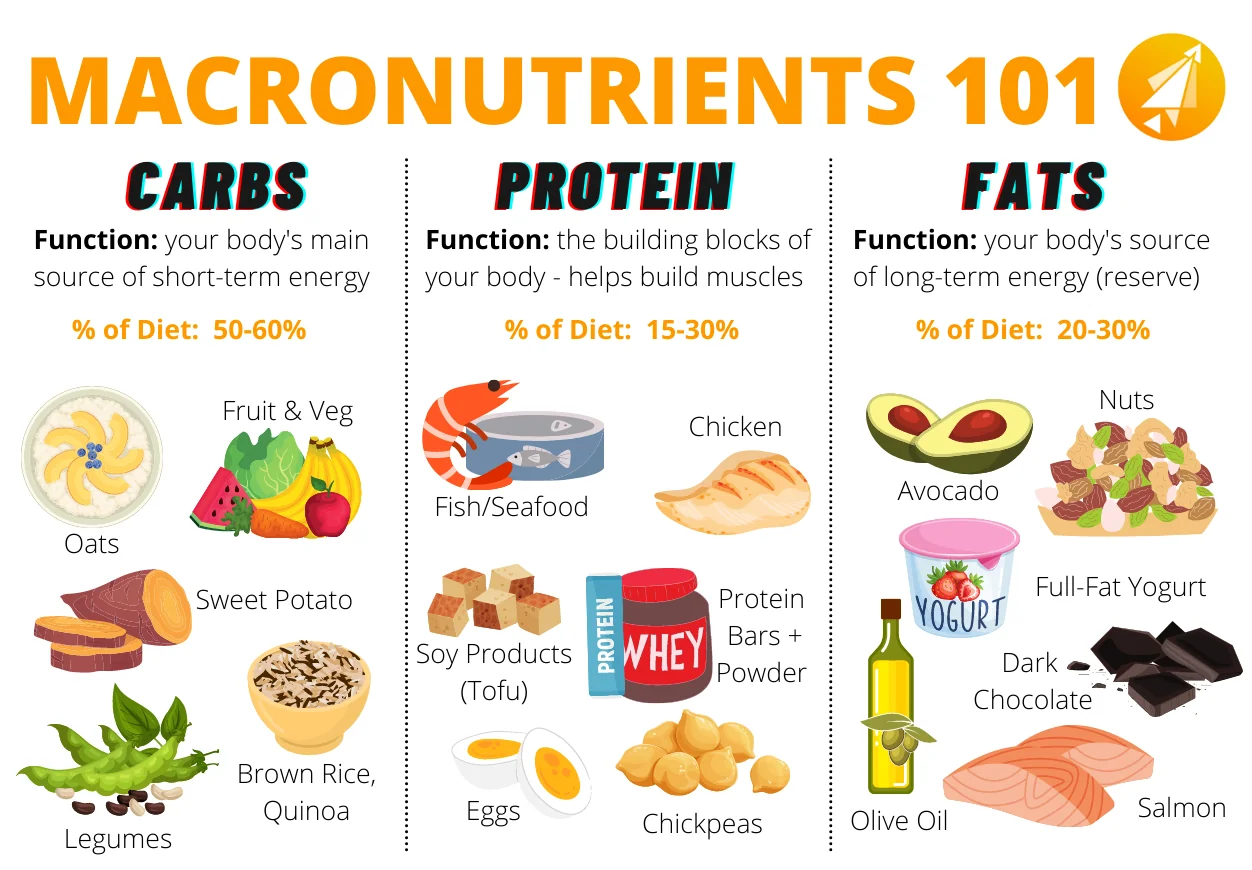 MACRONUTRIENTS 101
CARBS
Function: your body's main
source of short-term energy
% of Diet: 50-60%
Oats
Fruit & Veg
Sweet Potato
Brown Rice,
Quinoa
Legumes
PROTEIN
Function: the building blocks of
your body - helps build muscles
% of Diet: 15-30%
Fish/Seafood
Chicken
Soy Products
(Tofu)
PROTEIN
WHEY
Protein
Bars +
Powder
Eggs
Chickpeas
FATS
Function: your body's source
of long-term energy (reserve)
% of Diet: 20-30%
Avocado
Nuts
YOGURT
Full-Fat Yogurt
Dark
Chocolate
Olive Oil
Salmon